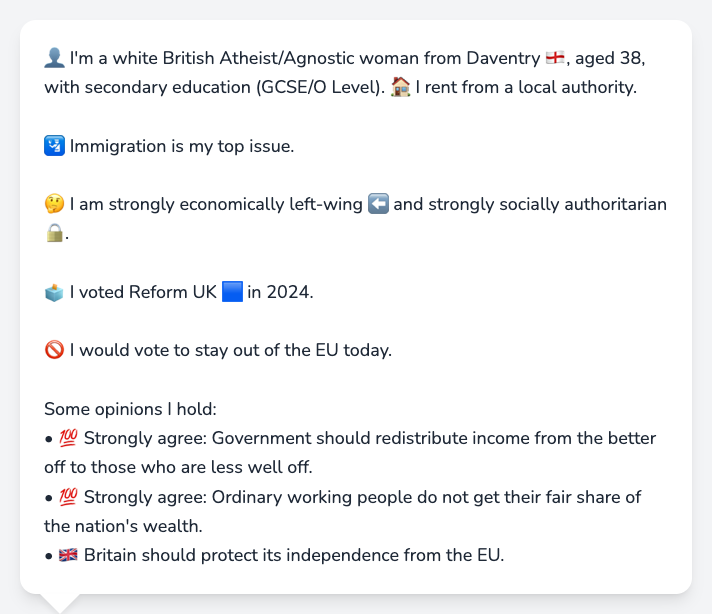 👤 I'm a white British Atheist/Agnostic woman from Daventry 🏴󠁧󠁢󠁥󠁮󠁧󠁿, aged 38,
with secondary education (GCSE/O Level). 🏠 I rent from a local authority.
🛂 Immigration is my top issue.
🤔 I am strongly economically left-wing ⬅️ and strongly socially authoritarian
🔒.
🗳️ I voted Reform UK 🟦 in 2024.
🚫 I would vote to stay out of the EU today.
Some opinions I hold:
• 💯 Strongly agree: Government should redistribute income from the better
off to those who are less well off.
• 💯 Strongly agree: Ordinary working people do not get their fair share of
the nation's wealth.
• 🇬🇧 Britain should protect its independence from the EU.